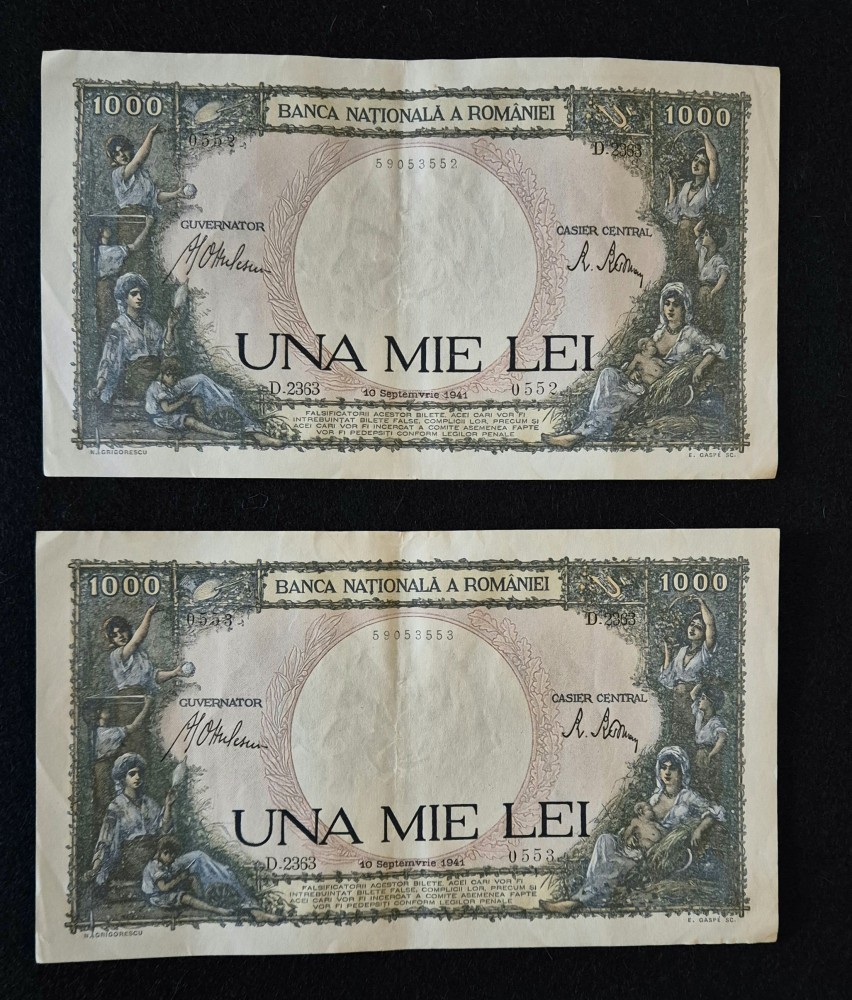 1000 BANCA NAȚIONALĂ A ROMÂNIEI 1000
0552 D.2363
59053552
GUVERNATOR CASIER CENTRAL
UNA MIE LEI
D.2363 10 Septemvrie 1941 0552
FALSIFICATORII ACESTOR BILETE, ACEI CARI VOR FI
INTREBUINȚAT BILETE FALSE, COMPLICII LOR, PRECUM ȘI
ACEI CARI VOR FI INCERCAT A COMITE ASEMENEA FAPTE
VOR FI PEDEPSIȚI CONFORM LEGILOR PENALE
N. GRIGORESCU E. GASPÉ SC.
1000 BANCA NAȚIONALĂ A ROMÂNIEI 1000
0553 D.2363
59053553
GUVERNATOR CASIER CENTRAL
UNA MIE LEI
D.2363 10 Septemvrie 1941 0553
FALSIFICATORII ACESTOR BILETE, ACEI CARI VOR FI
INTREBUINȚAT BILETE FALSE, COMPLICII LOR, PRECUM ȘI
ACEI CARI VOR FI INCERCAT A COMITE ASEMENEA FAPTE
VOR FI PEDEPSIȚI CONFORM LEGILOR PENALE
N. GRIGORESCU E. GASPÉ SC.